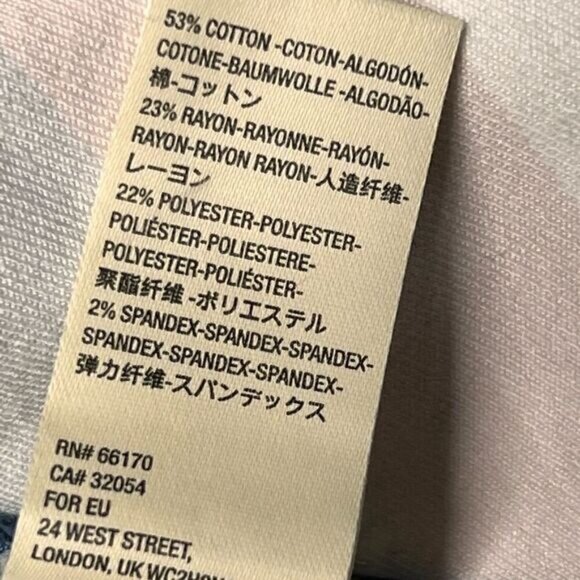 53% COTTON -COTON-ALGODÓN-
COTONE-BAUMWOLLE -ALGODÃO-
棉-コットン
23% RAYON-RAYONNE-RAYÓN-
RAYON-RAYON RAYON-人造纤维-
レーヨン
22% POLYESTER-POLYESTER-
POLIÉSTER-POLIESTERE-
POLYESTER-POLIÉSTER-
聚酯纤维 -ポリエステル
2% SPANDEX-SPANDEX-SPANDEX-
SPANDEX-SPANDEX-SPANDEX-
弹力纤维-スパンデックス
RN# 66170
CA# 32054
FOR EU
24 WEST STREET,
LONDON, UK